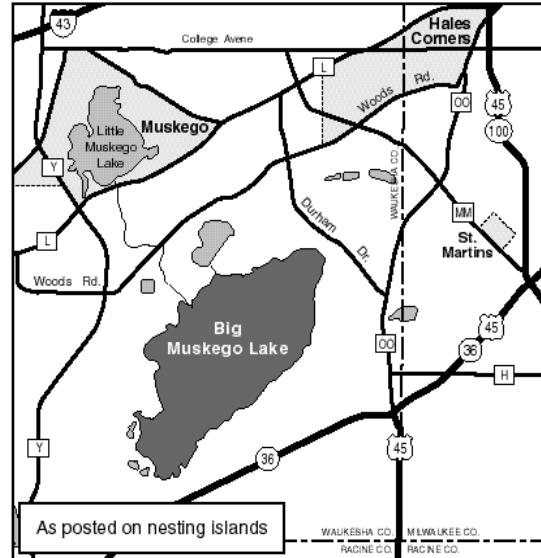 43
College Avene
Hales
Corners
L
Woods Rd.
OO
45
100
Little
Muskego
Lake
Muskego
Y
WAUKESHA CO.
MM
St.
Martins
L
Durham
Dr.
Woods Rd.
Big
Muskego Lake
45
36
OO
H
Y
36
45
As posted on nesting islands
WAUKESHA CO. MILWAUKEE CO.
RACINE CO. RACINE CO.